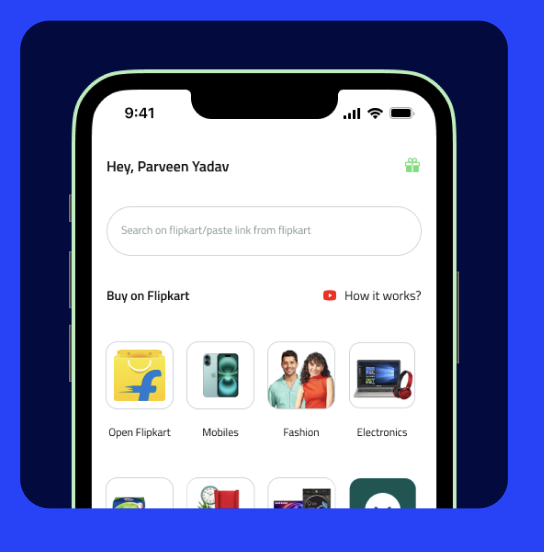 9:41
Hey, Parveen Yadav
Search on flipkart/paste link from flipkart
Buy on Flipkart
How it works?
Open Flipkart
Mobiles
Fashion
Electronics